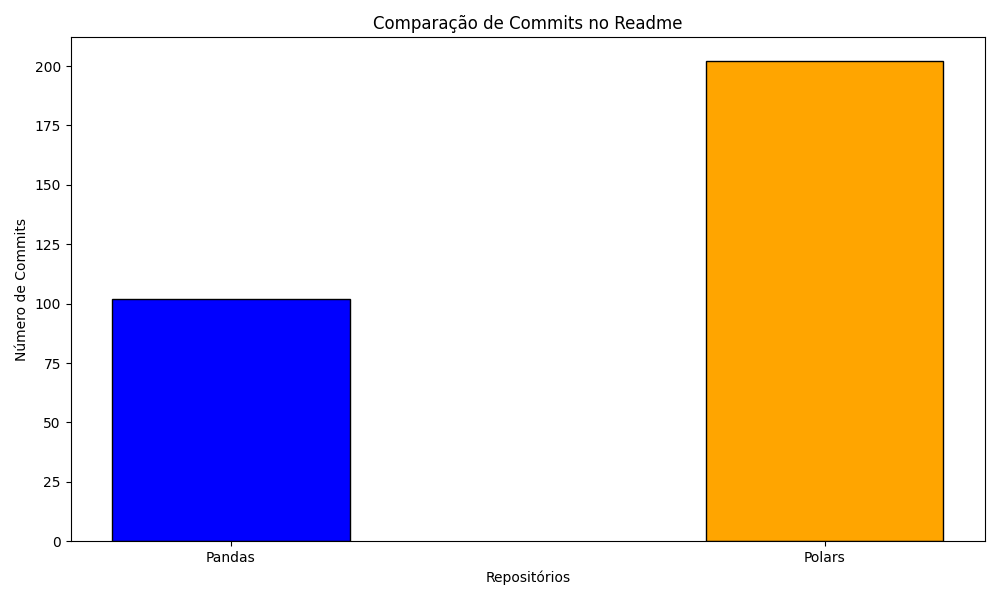 Comparação de Commits no Readme
Número de Commits
200
175
150
125
100
75
50
25
0
Pandas
Polars
Repositórios